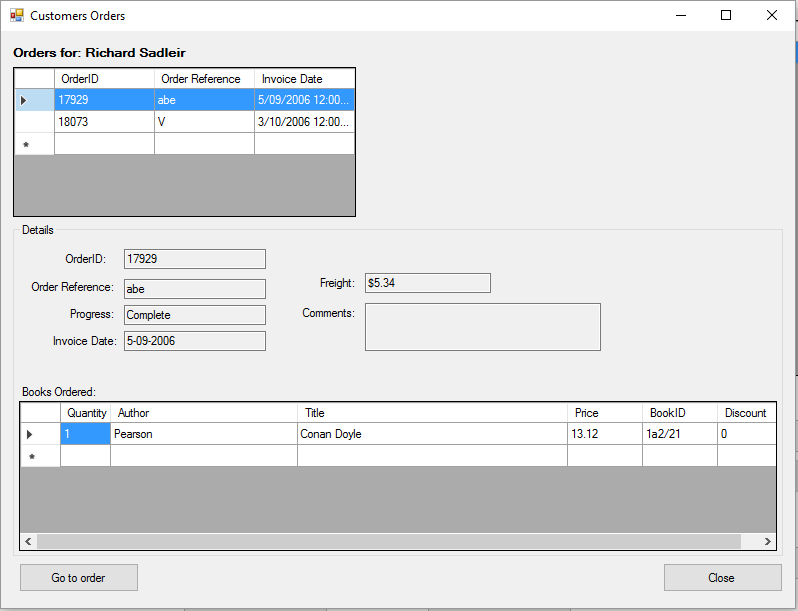 Customers Orders
Orders for: Richard Sadleir
OrderID Order Reference Invoice Date
17929 abe 5/09/2006 12:00...
18073 V 3/10/2006 12:00...
Details
OrderID: 17929
Order Reference: abe
Progress: Complete
Invoice Date: 5-09-2006
Freight: $5.34
Comments:
Books Ordered:
Quantity Author Title Price BookID Discount
1 Pearson Conan Doyle 13.12 1a2/21 0
Go to order Close